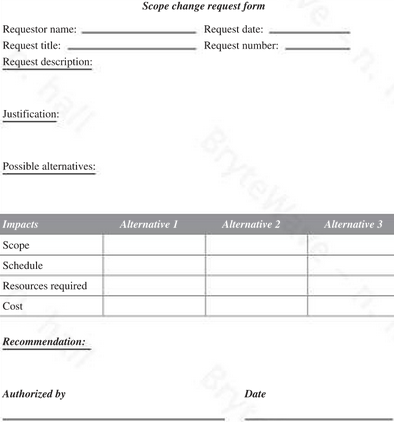 Scope change request form
Requestor name: Request date:
Request title: Request number:
Request description:
Justification:
Possible alternatives:
Impacts Alternative 1 Alternative 2 Alternative 3
Scope
Schedule
Resources required
Cost
Recommendation:
Authorized by Date